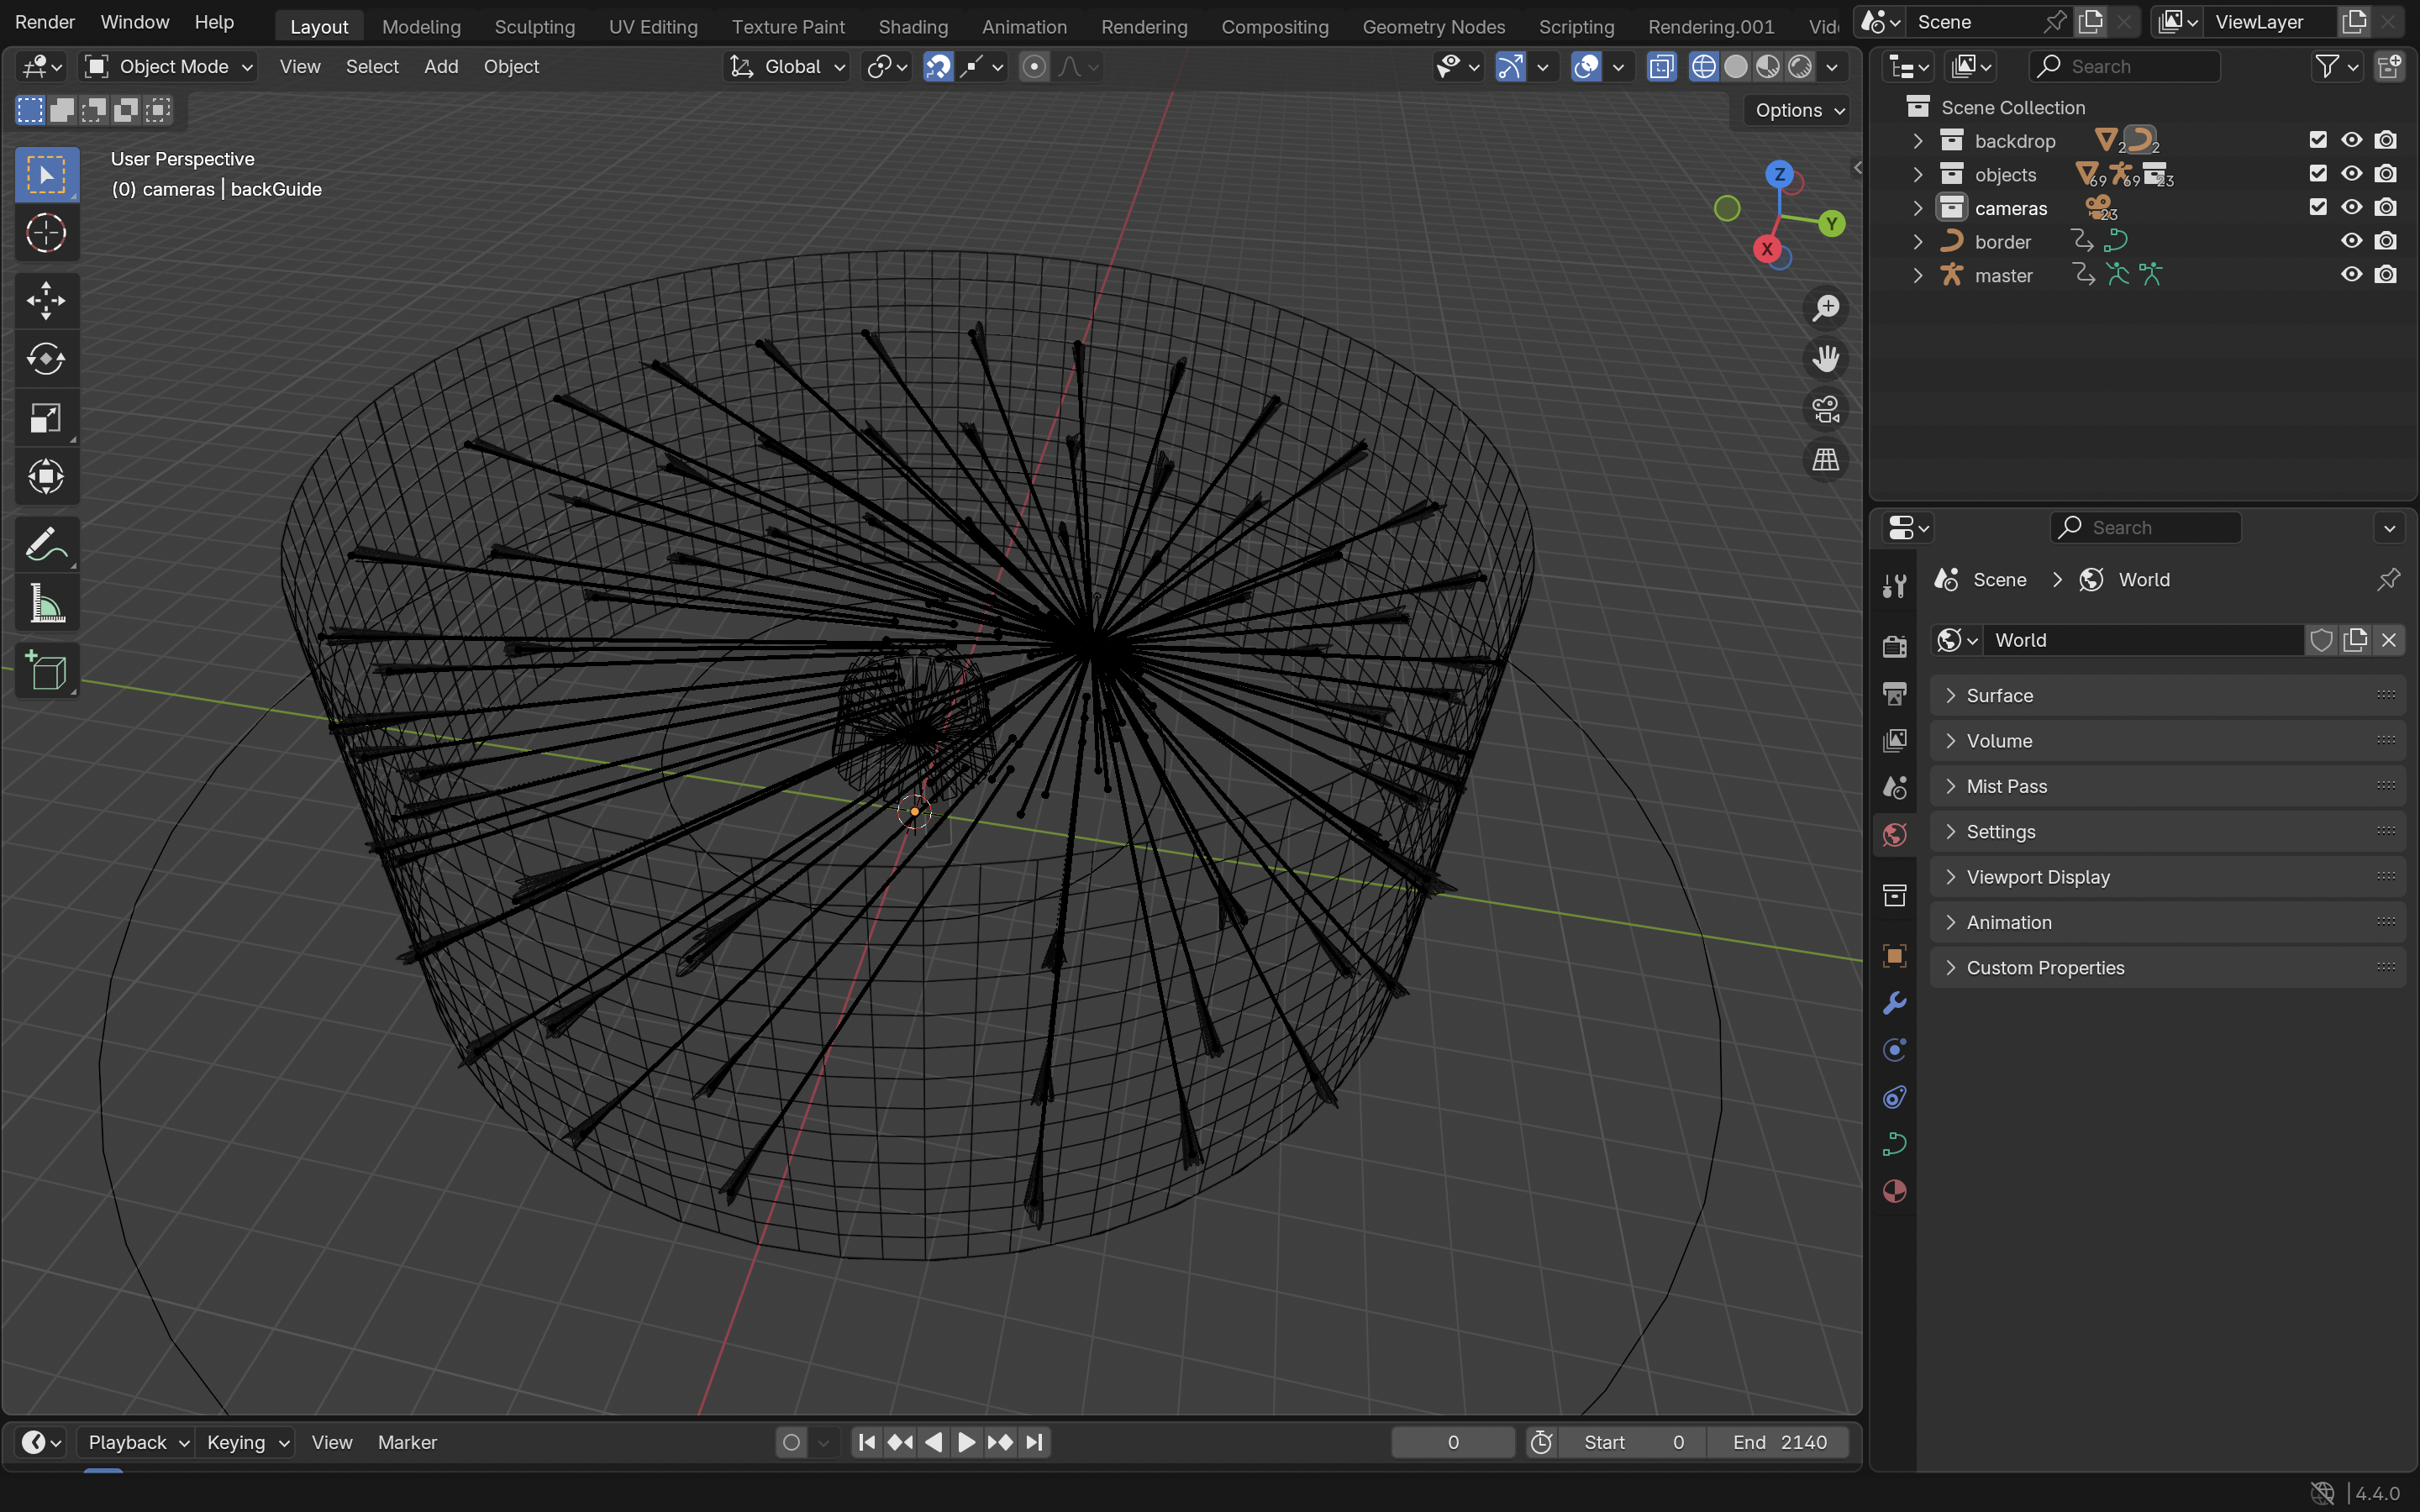 Render Window Help Layout Modeling Sculpting UV Editing Texture Paint Shading Animation Rendering Compositing Geometry Nodes Scripting Rendering.001 Vid Scene ViewLayer
Object Mode View Select Add Object Global
Options
User Perspective
(0) cameras | backGuide
Z
Y
X
Search
Scene Collection
backdrop 2 2
objects 69 69 23
cameras 23
border
master
Search
Scene > World
World
Surface
Volume
Mist Pass
Settings
Viewport Display
Animation
Custom Properties
Playback Keying View Marker 0 Start 0 End 2140
4.4.0